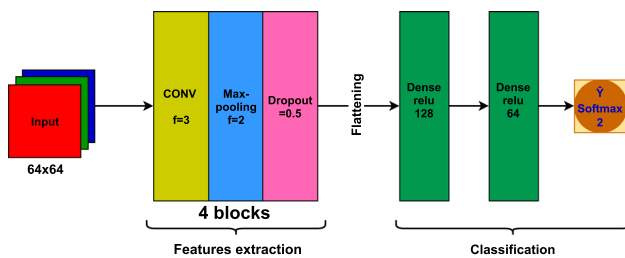 Input
64x64
CONV
f=3
Max-
pooling
f=2
Dropout
=0.5
4 blocks
Features extraction
Flattening
Dense
relu
128
Dense
relu
64
Ŷ
Softmax
2
Classification